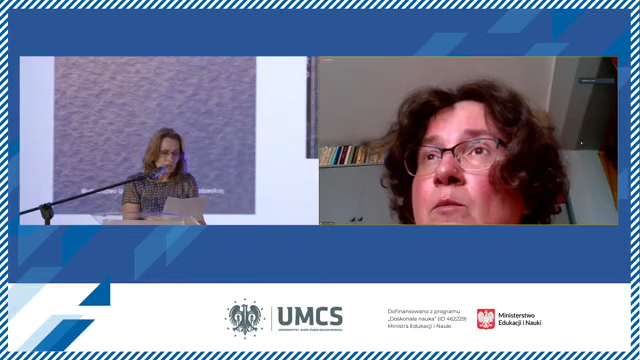 UMCS
UNIWERSYTET MARII CURIE-SKŁODOWSKIEJ
Dofinansowano z programu
„Doskonała nauka” (ID 462229)
Ministra Edukacji i Nauki
Ministerstwo
Edukacji i Nauki